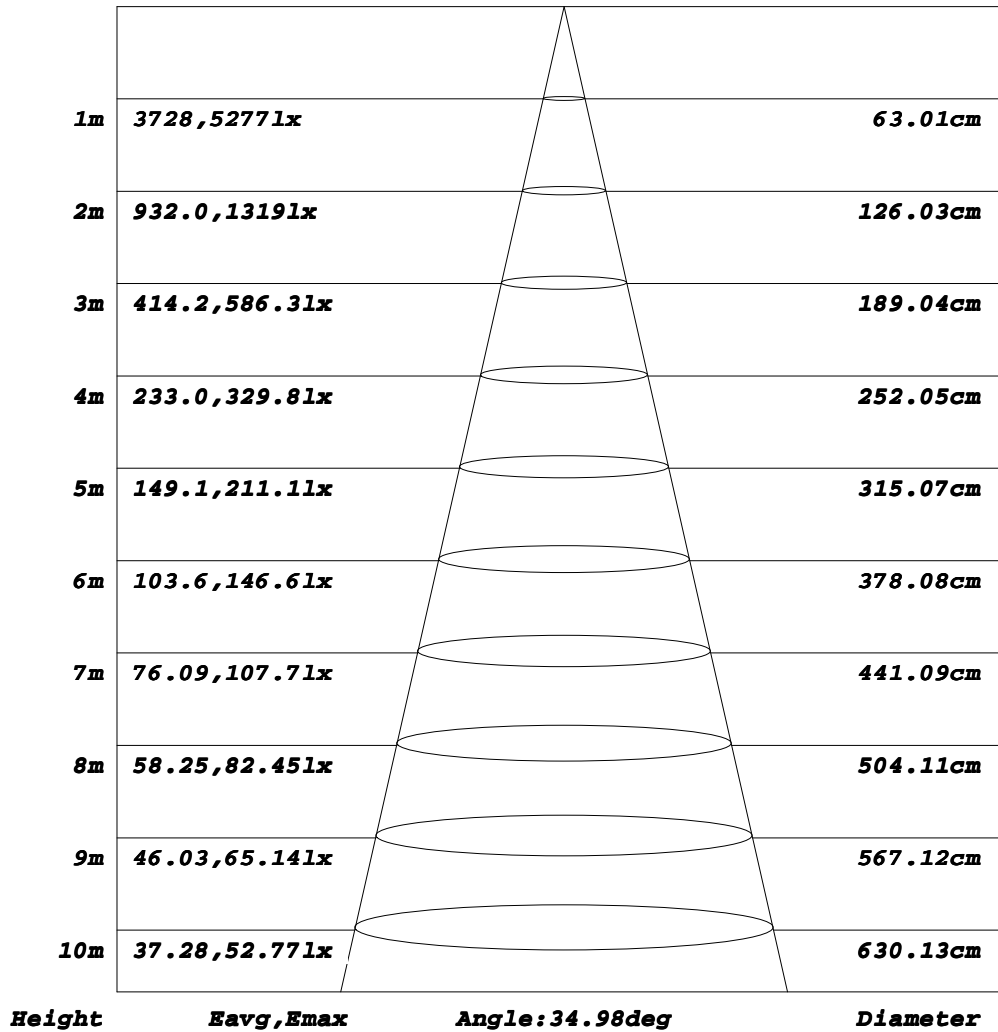 1m 3728,5277lx 63.01cm
2m 932.0,1319lx 126.03cm
3m 414.2,586.3lx 189.04cm
4m 233.0,329.8lx 252.05cm
5m 149.1,211.1lx 315.07cm
6m 103.6,146.6lx 378.08cm
7m 76.09,107.7lx 441.09cm
8m 58.25,82.45lx 504.11cm
9m 46.03,65.14lx 567.12cm
10m 37.28,52.77lx 630.13cm
Height Eavg,Emax Angle:34.98deg Diameter